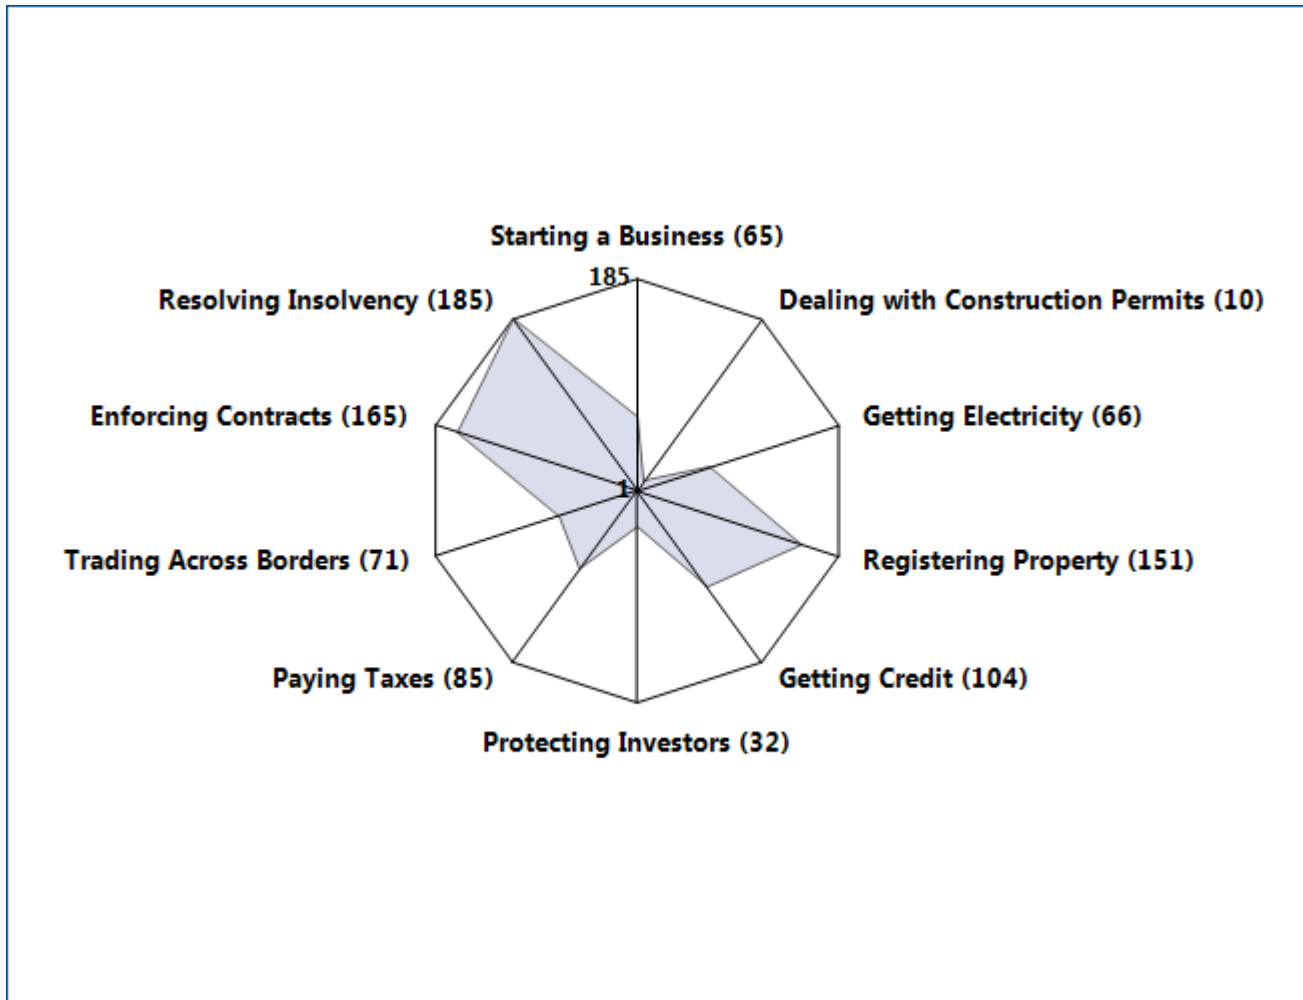 Starting a Business (65)
185
Resolving Insolvency (185)
Dealing with Construction Permits (10)
Enforcing Contracts (165)
Getting Electricity (66)
1
Trading Across Borders (71)
Registering Property (151)
Paying Taxes (85)
Getting Credit (104)
Protecting Investors (32)